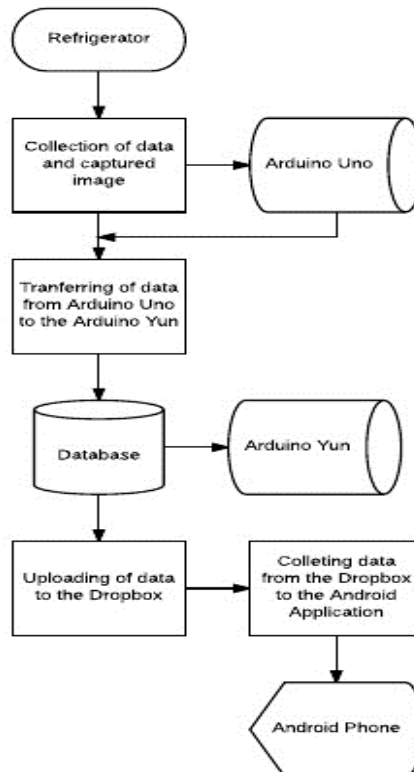 Refrigerator
Collection of data
and captured
image
Arduino Uno
Tranferring of data
from Arduino Uno
to the Arduino Yun
Database
Arduino Yun
Uploading of data
to the Dropbox
Colleting data
from the Dropbox
to the Android
Application
Android Phone